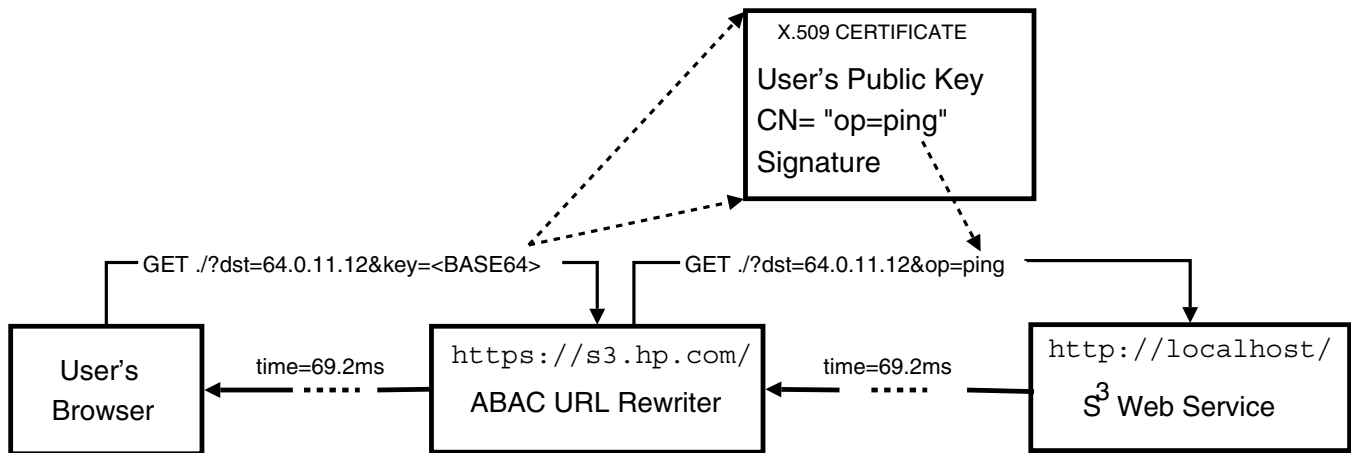 X.509 CERTIFICATE
User's Public Key
CN= "op=ping"
Signature
GET ./?dst=64.0.11.12&key=<BASE64>
GET ./?dst=64.0.11.12&op=ping
User's
Browser
time=69.2ms
https://s3.hp.com/
ABAC URL Rewriter
time=69.2ms
http://localhost/
S3 Web Service